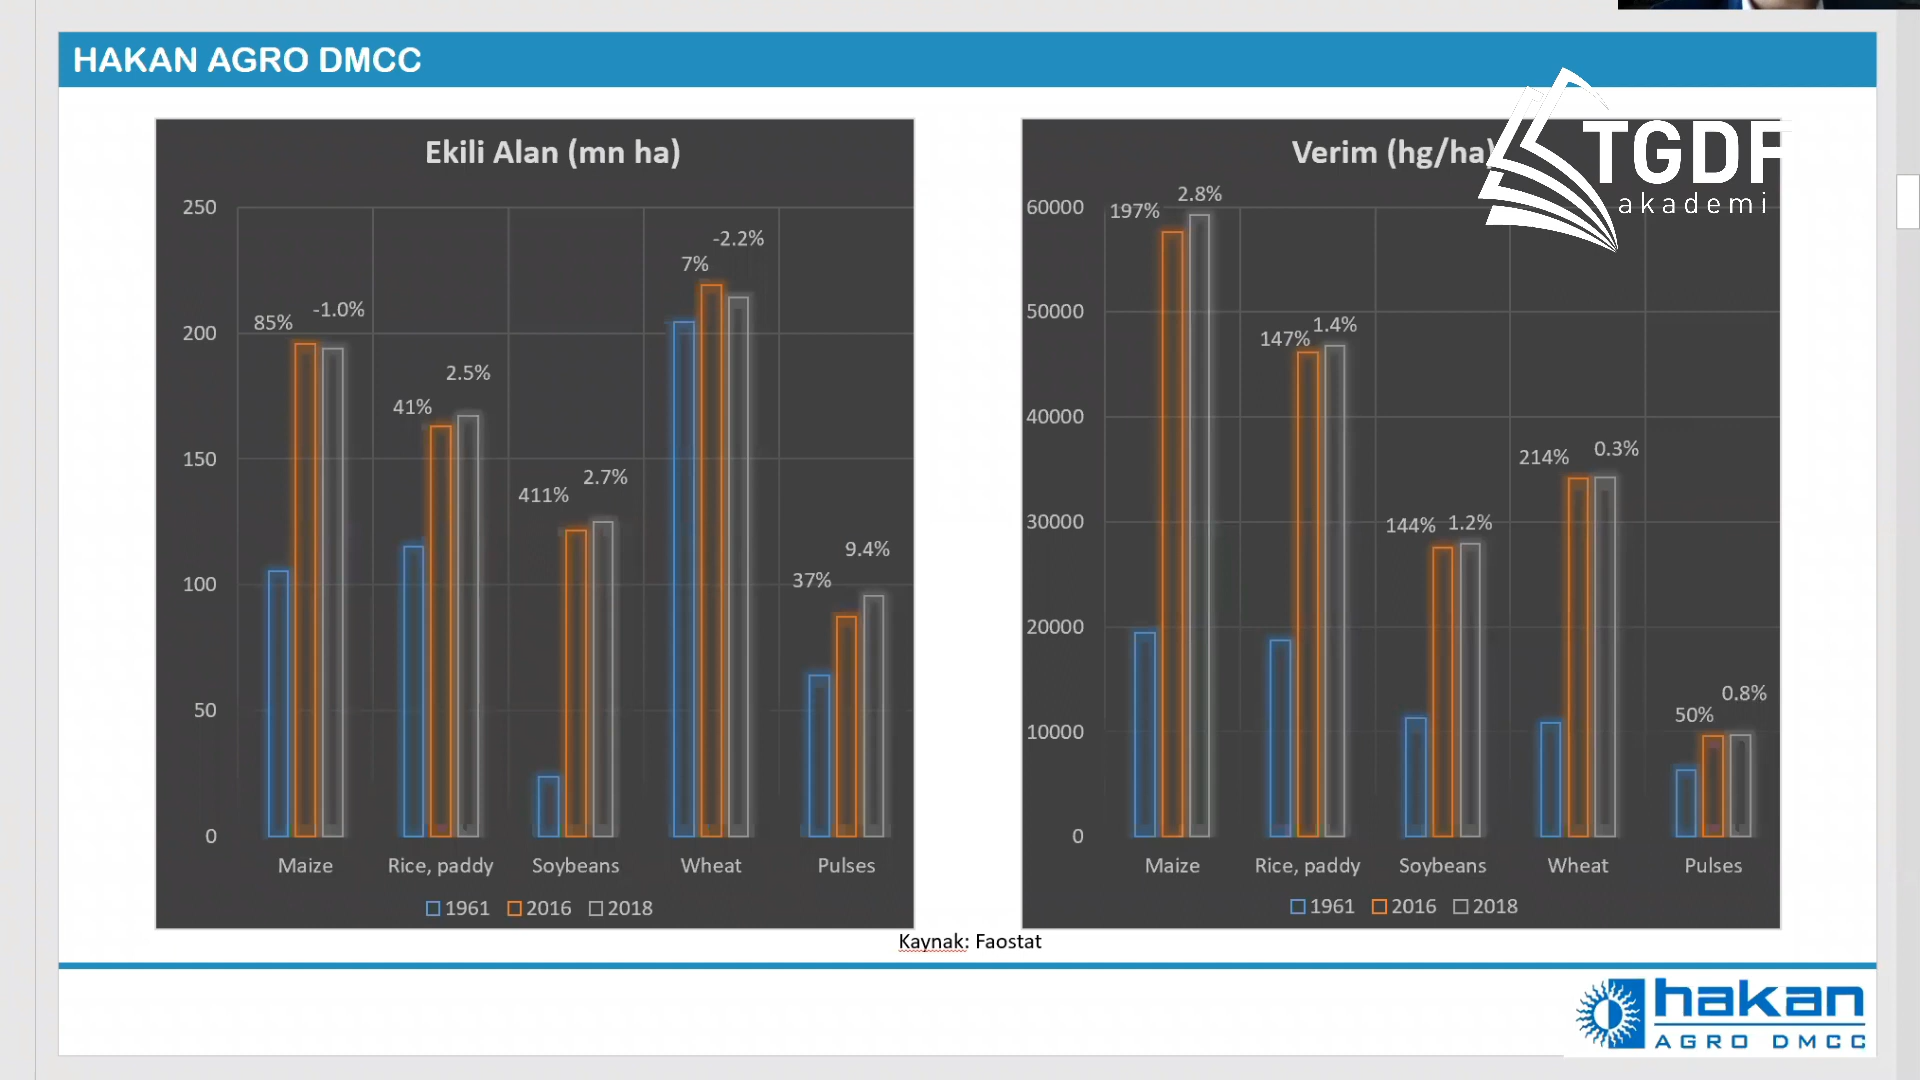 HAKAN AGRO DMCC
TGDF
akademi
Ekili Alan (mn ha)
250
200
150
100
50
0
85%
-1.0%
41%
2.5%
411%
2.7%
7%
-2.2%
37%
9.4%
Maize
Rice, paddy
Soybeans
Wheat
Pulses
1961 2016 2018
Verim (hg/ha)
60000
50000
40000
30000
20000
10000
0
197%
2.8%
147%
1.4%
144%
1.2%
214%
0.3%
50%
0.8%
Maize
Rice, paddy
Soybeans
Wheat
Pulses
1961 2016 2018
Kaynak: Faostat
hakan
AGRO DMCC